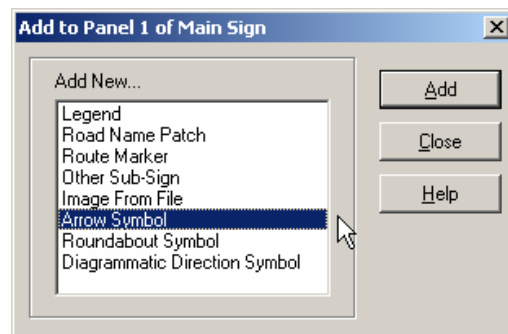 Add to Panel 1 of Main Sign
Add New...
Legend
Road Name Patch
Route Marker
Other Sub-Sign
Image From File
Arrow Symbol
Roundabout Symbol
Diagrammatic Direction Symbol
Add
Close
Help